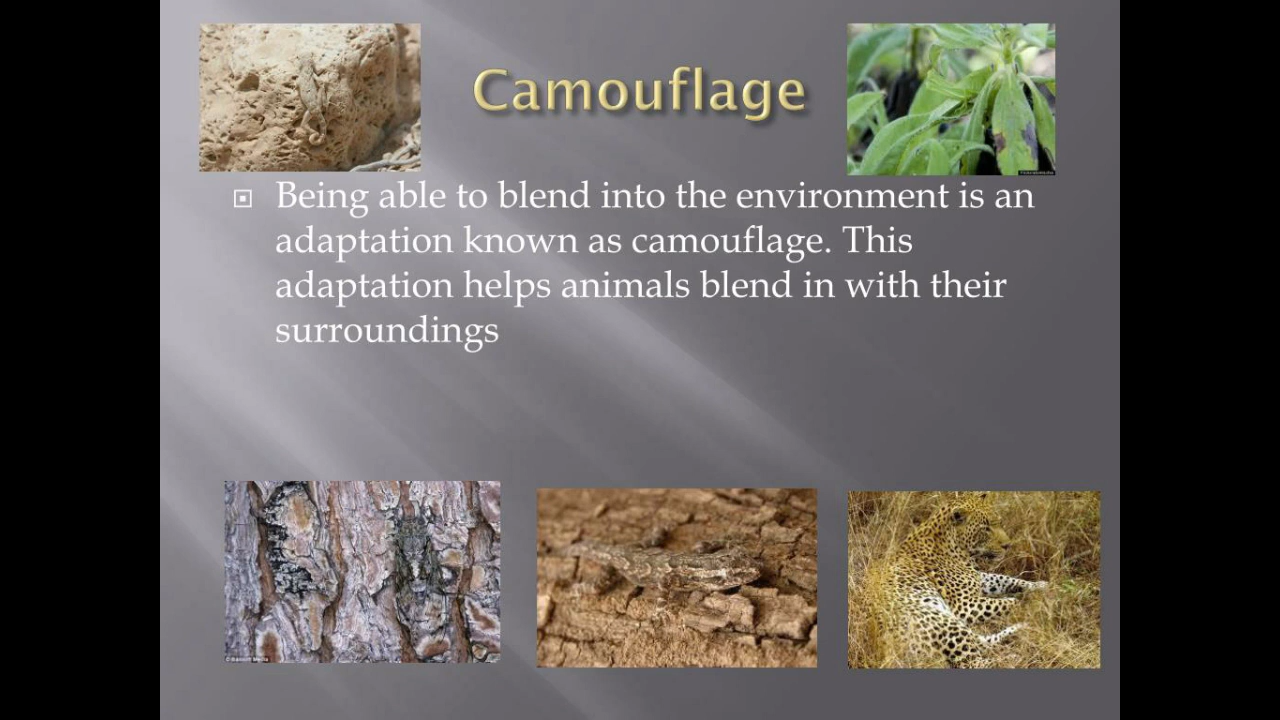 Camouflage
Being able to blend into the environment is an
adaptation known as camouflage. This
adaptation helps animals blend in with their
surroundings